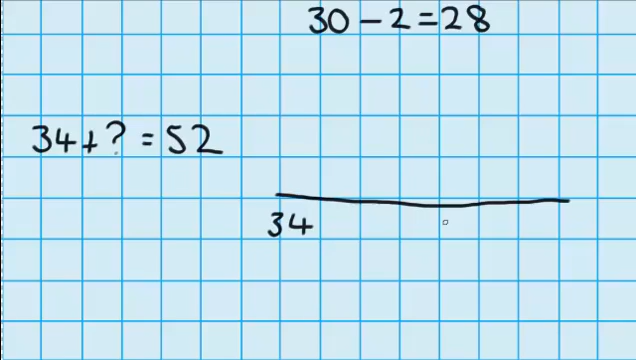 30 - 2 = 28
34 + ? = 52
34